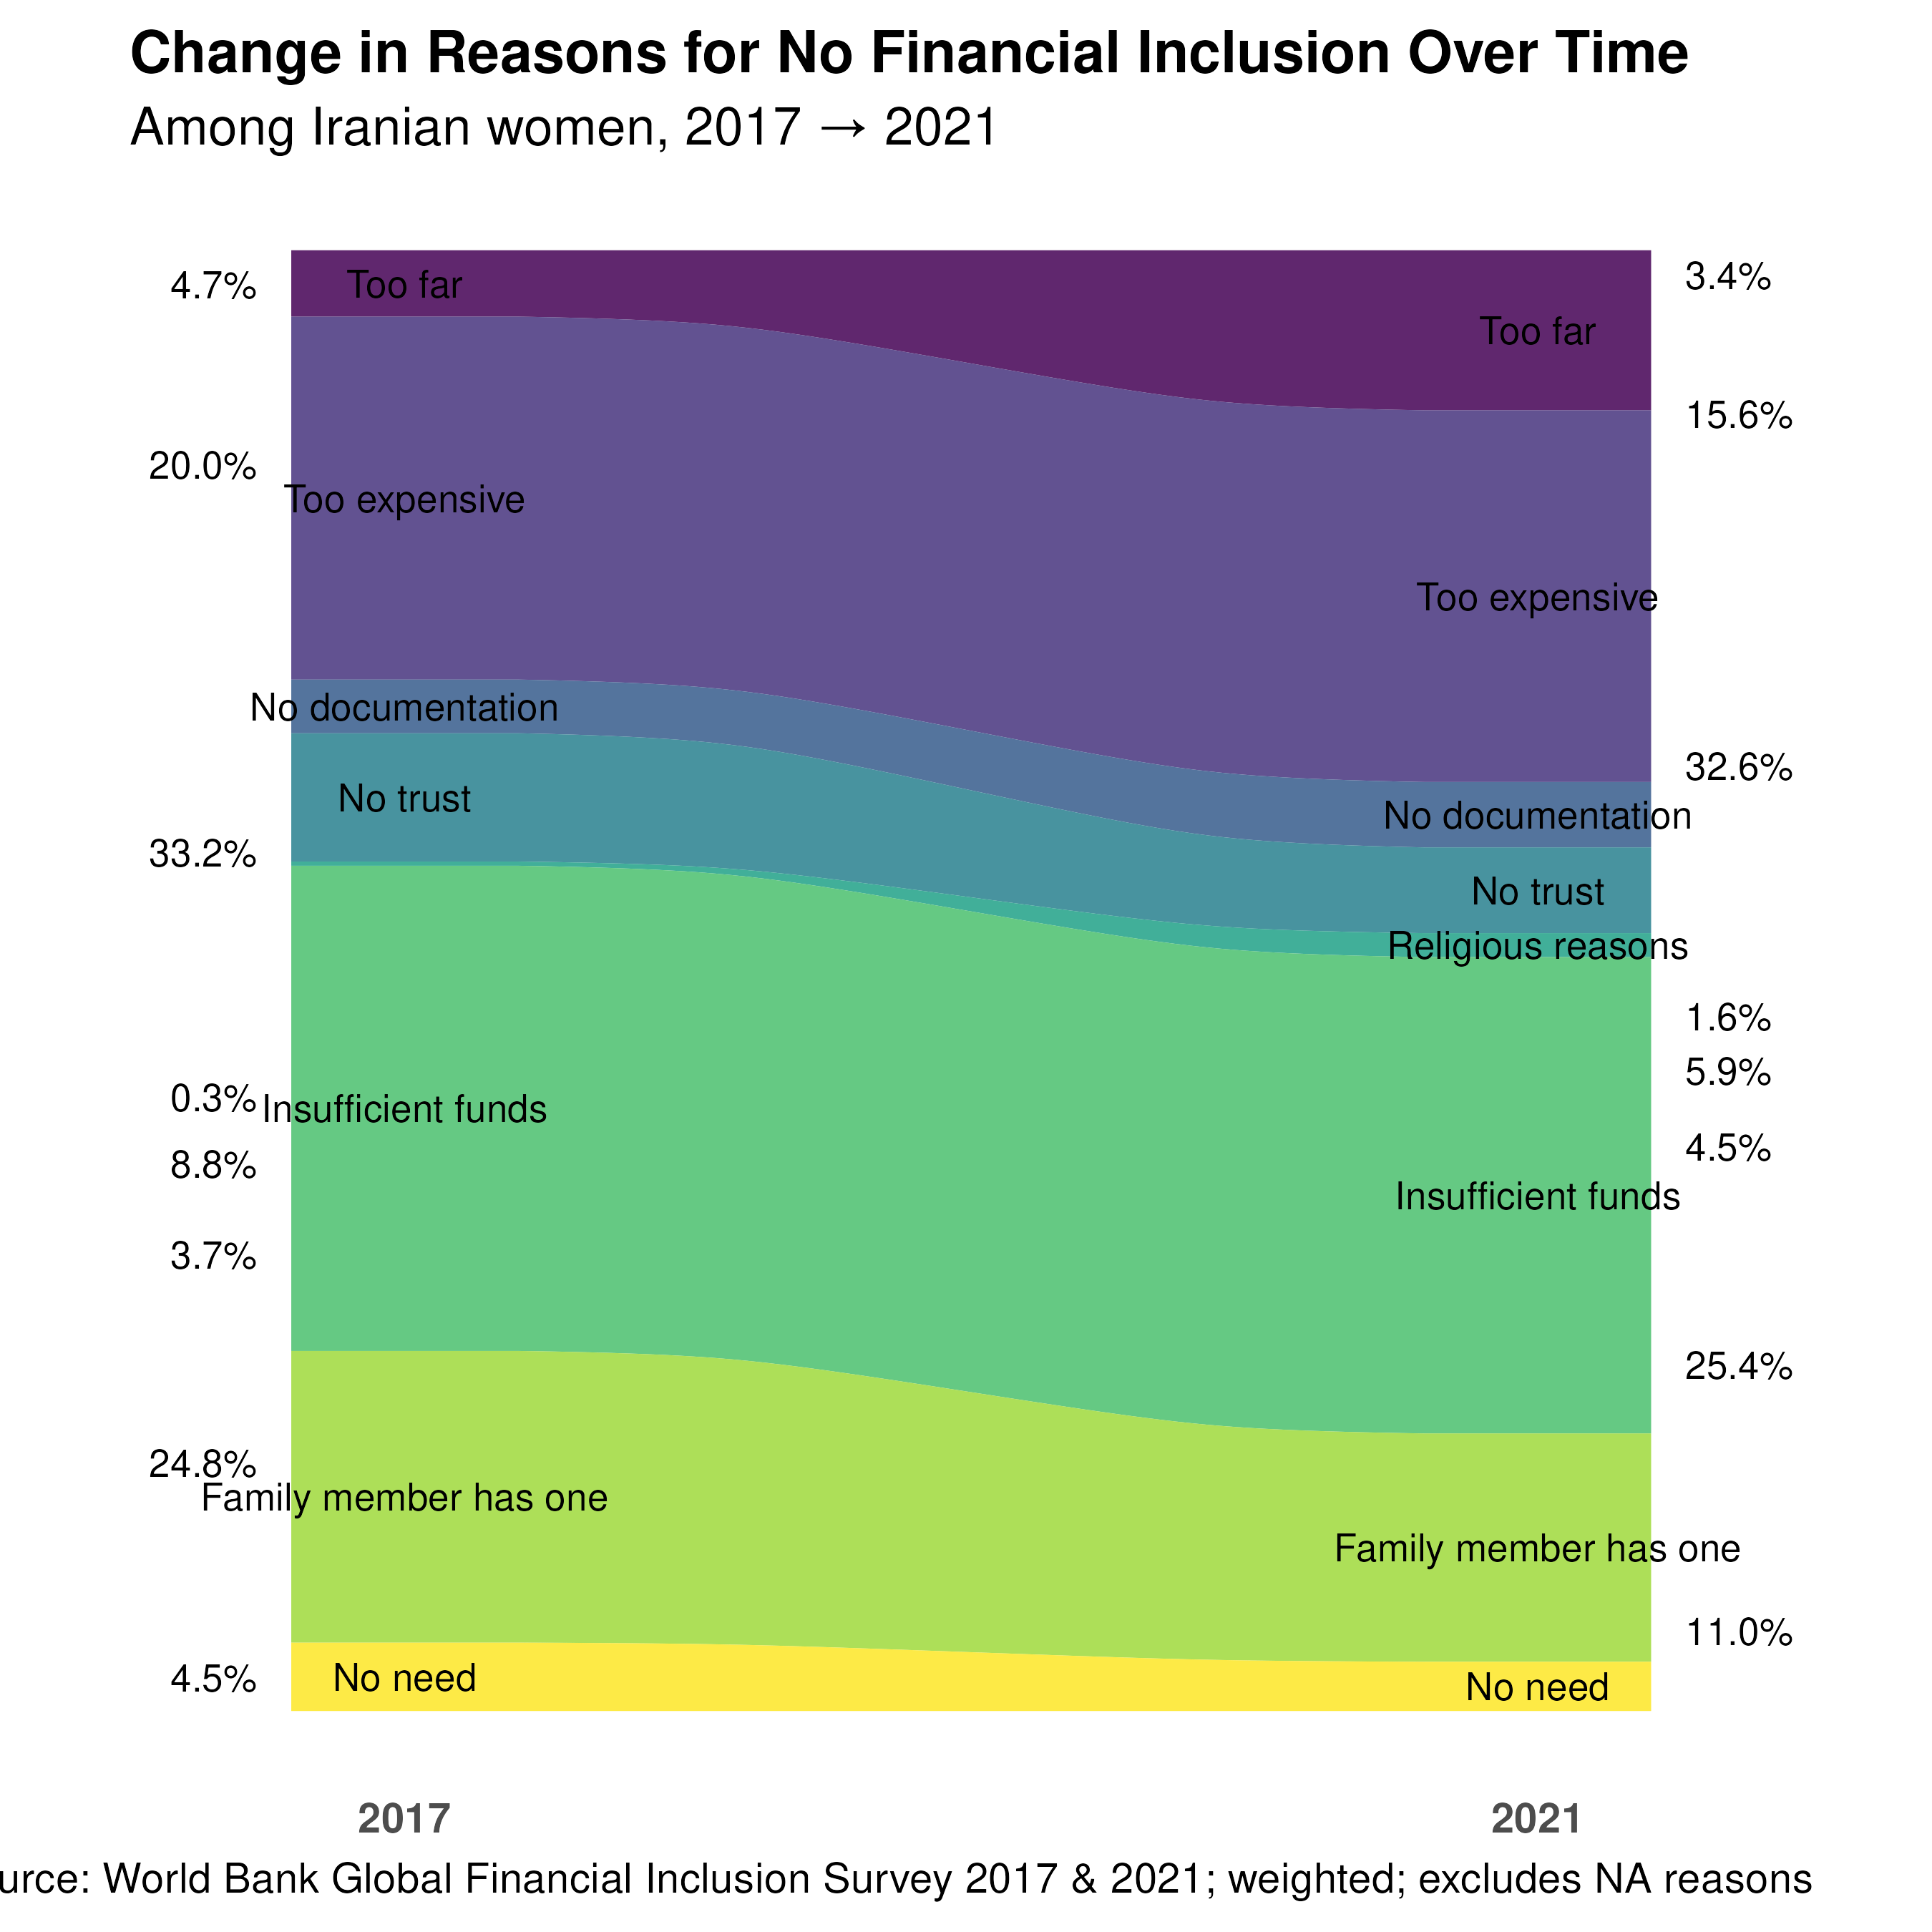 Change in Reasons for No Financial Inclusion Over Time
Among Iranian women, 2017 → 2021
4.7%
Too far
3.4%
Too far
15.6%
20.0%
Too expensive
Too expensive
No documentation
32.6%
No trust
No documentation
33.2%
No trust
Religious reasons
1.6%
5.9%
0.3%
Insufficient funds
4.5%
8.8%
Insufficient funds
3.7%
25.4%
24.8%
Family member has one
Family member has one
11.0%
4.5%
No need
No need
2017
2021
urce: World Bank Global Financial Inclusion Survey 2017 & 2021; weighted; excludes NA reasons